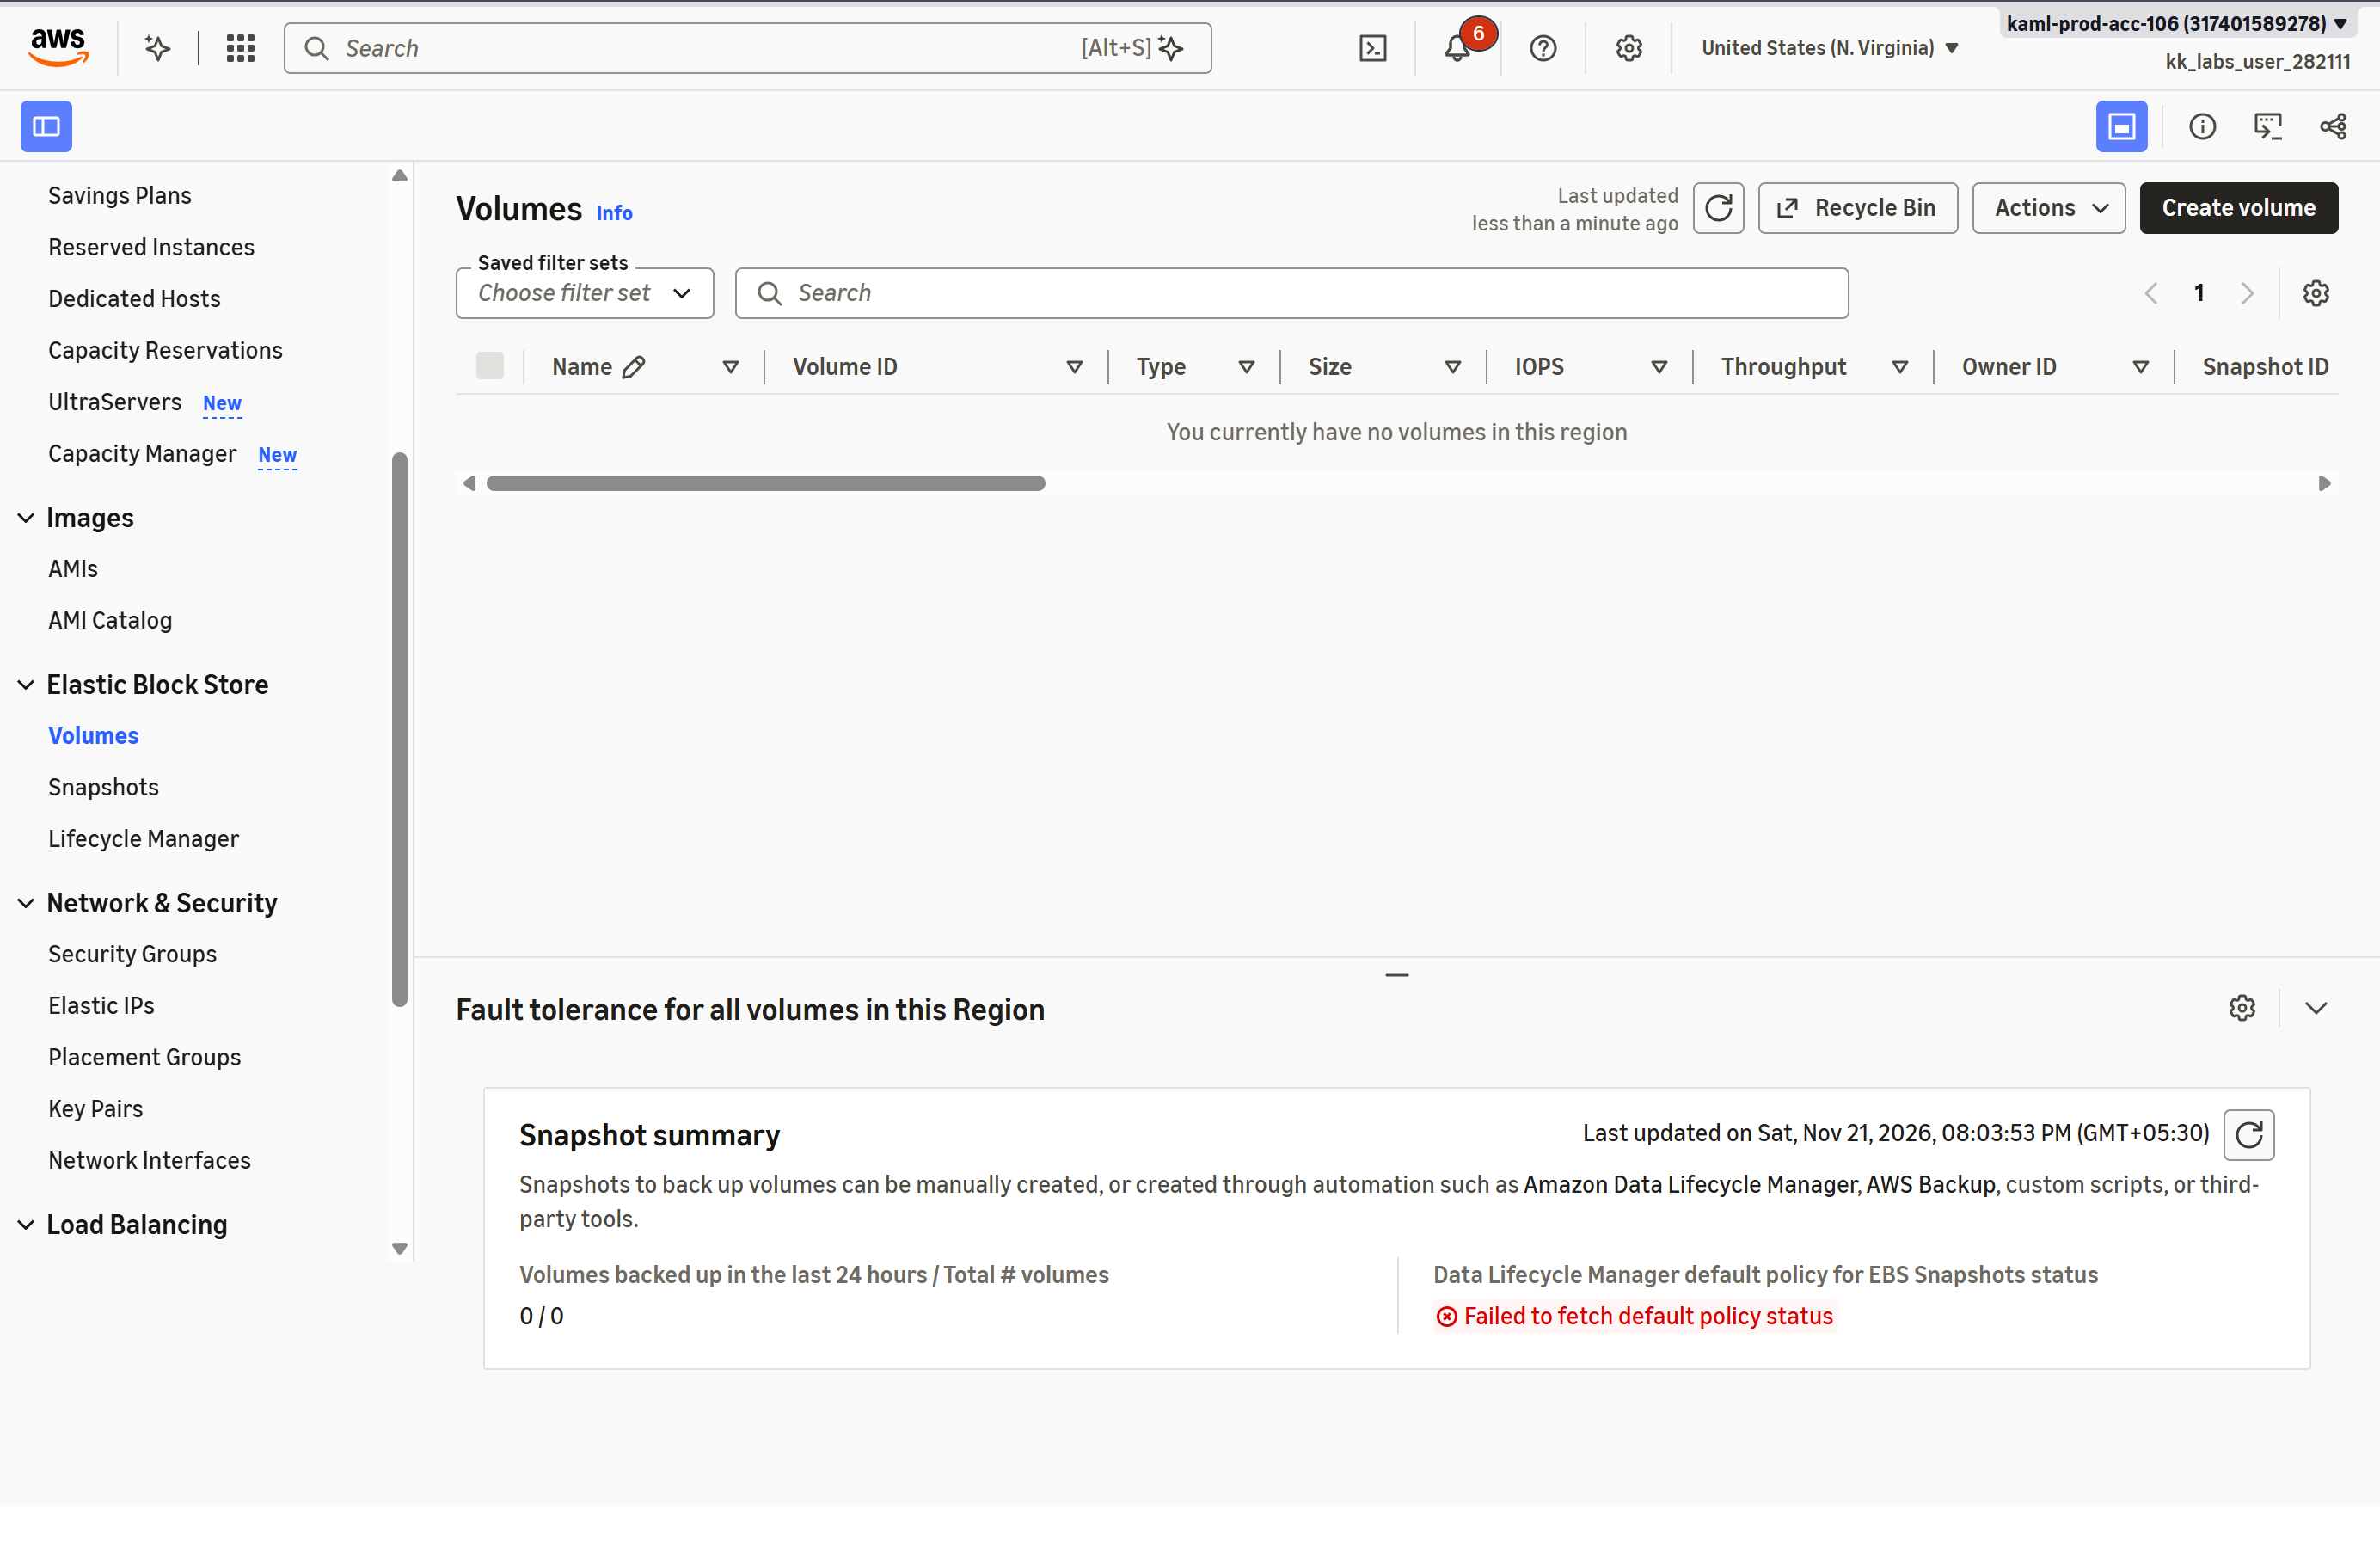 aws
Search [Alt+S]
6
United States (N. Virginia)
kaml-prod-acc-106 (317401589278)
kk_labs_user_282111
Savings Plans
Reserved Instances
Dedicated Hosts
Capacity Reservations
UltraServers New
Capacity Manager New
Images
AMIs
AMI Catalog
Elastic Block Store
Volumes
Snapshots
Lifecycle Manager
Network & Security
Security Groups
Elastic IPs
Placement Groups
Key Pairs
Network Interfaces
Load Balancing
Volumes Info
Last updated
less than a minute ago
Recycle Bin
Actions
Create volume
Saved filter sets
Choose filter set
Search
1
Name Volume ID Type Size IOPS Throughput Owner ID Snapshot ID
You currently have no volumes in this region
Fault tolerance for all volumes in this Region
Snapshot summary
Last updated on Sat, Nov 21, 2026, 08:03:53 PM (GMT+05:30)
Snapshots to back up volumes can be manually created, or created through automation such as Amazon Data Lifecycle Manager, AWS Backup, custom scripts, or third-
party tools.
Volumes backed up in the last 24 hours / Total # volumes
0 / 0
Data Lifecycle Manager default policy for EBS Snapshots status
Failed to fetch default policy status